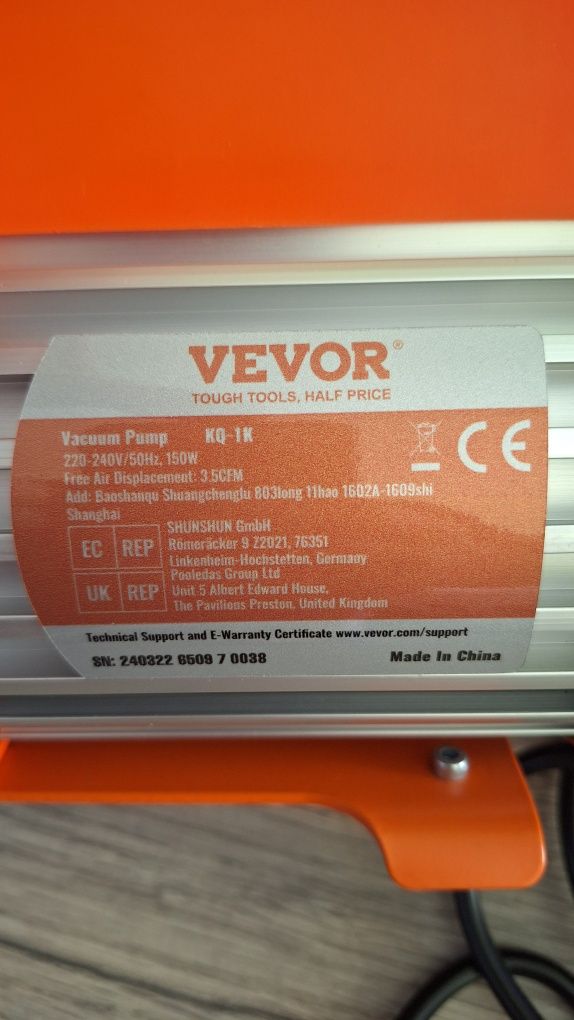 VEVOR®
TOUGH TOOLS, HALF PRICE
Vacuum Pump KQ-1K
220-240V/50Hz, 150W
Free Air Displacement: 3.5CFM
Add: Baoshanqu Shuangchenglu 803long 11hao 1602A-1609shi
Shanghai
CE
EC REP
SHUNSHUN GmbH
Römeräcker 9 Z2021, 76351
Linkenheim-Hochstetten, Germany
UK REP
Pooledas Group Ltd
Unit 5 Albert Edward House,
The Pavilions Preston, United Kingdom
Technical Support and E-Warranty Certificate www.vevor.com/support
SN: 240322 6509 7 0038 Made In China